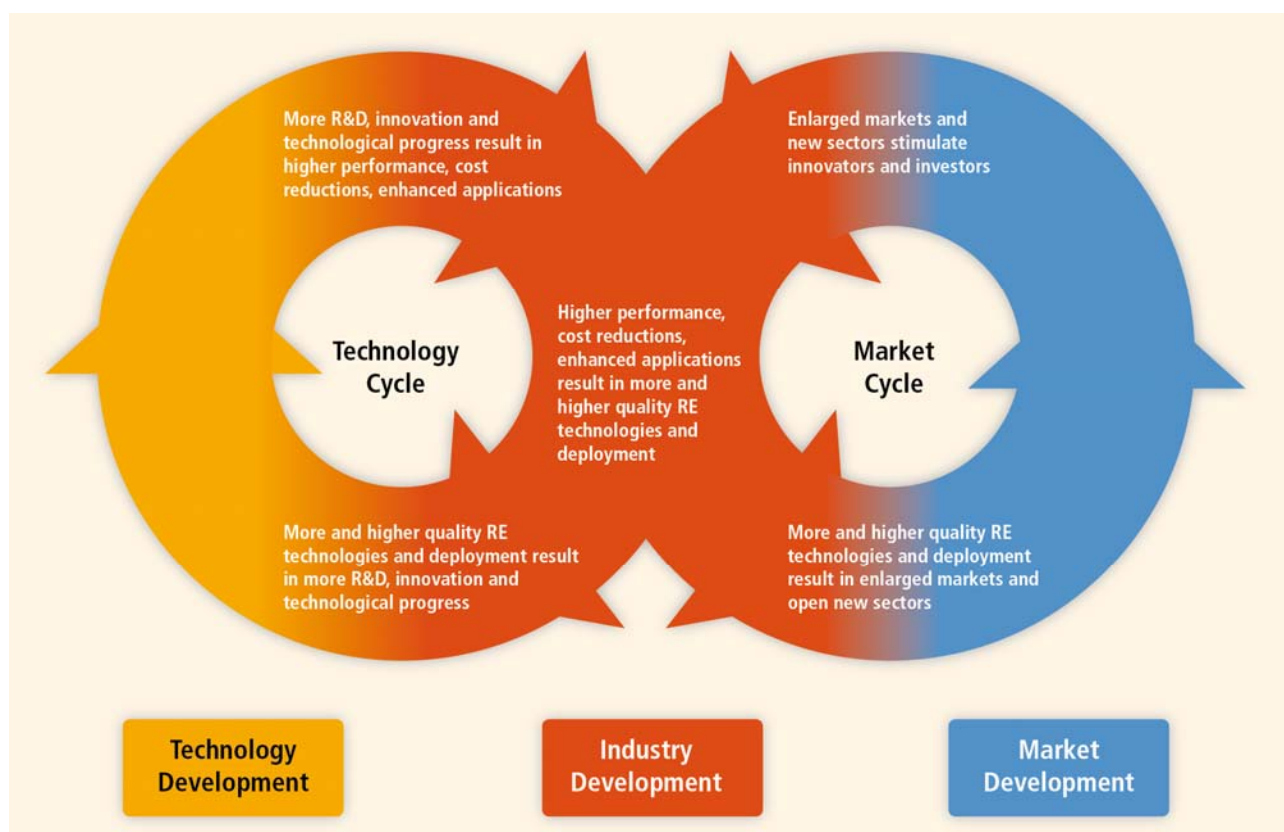 More R&D, innovation and
technological progress result in
higher performance, cost
reductions, enhanced applications
Enlarged markets and
new sectors stimulate
innovators and investors
Technology
Cycle
Higher performance,
cost reductions,
enhanced applications
result in more and
higher quality RE
technologies and
deployment
Market
Cycle
More and higher quality RE
technologies and deployment result
in more R&D, innovation and
technological progress
More and higher quality RE
technologies and deployment
result in enlarged markets and
open new sectors
Technology
Development
Industry
Development
Market
Development